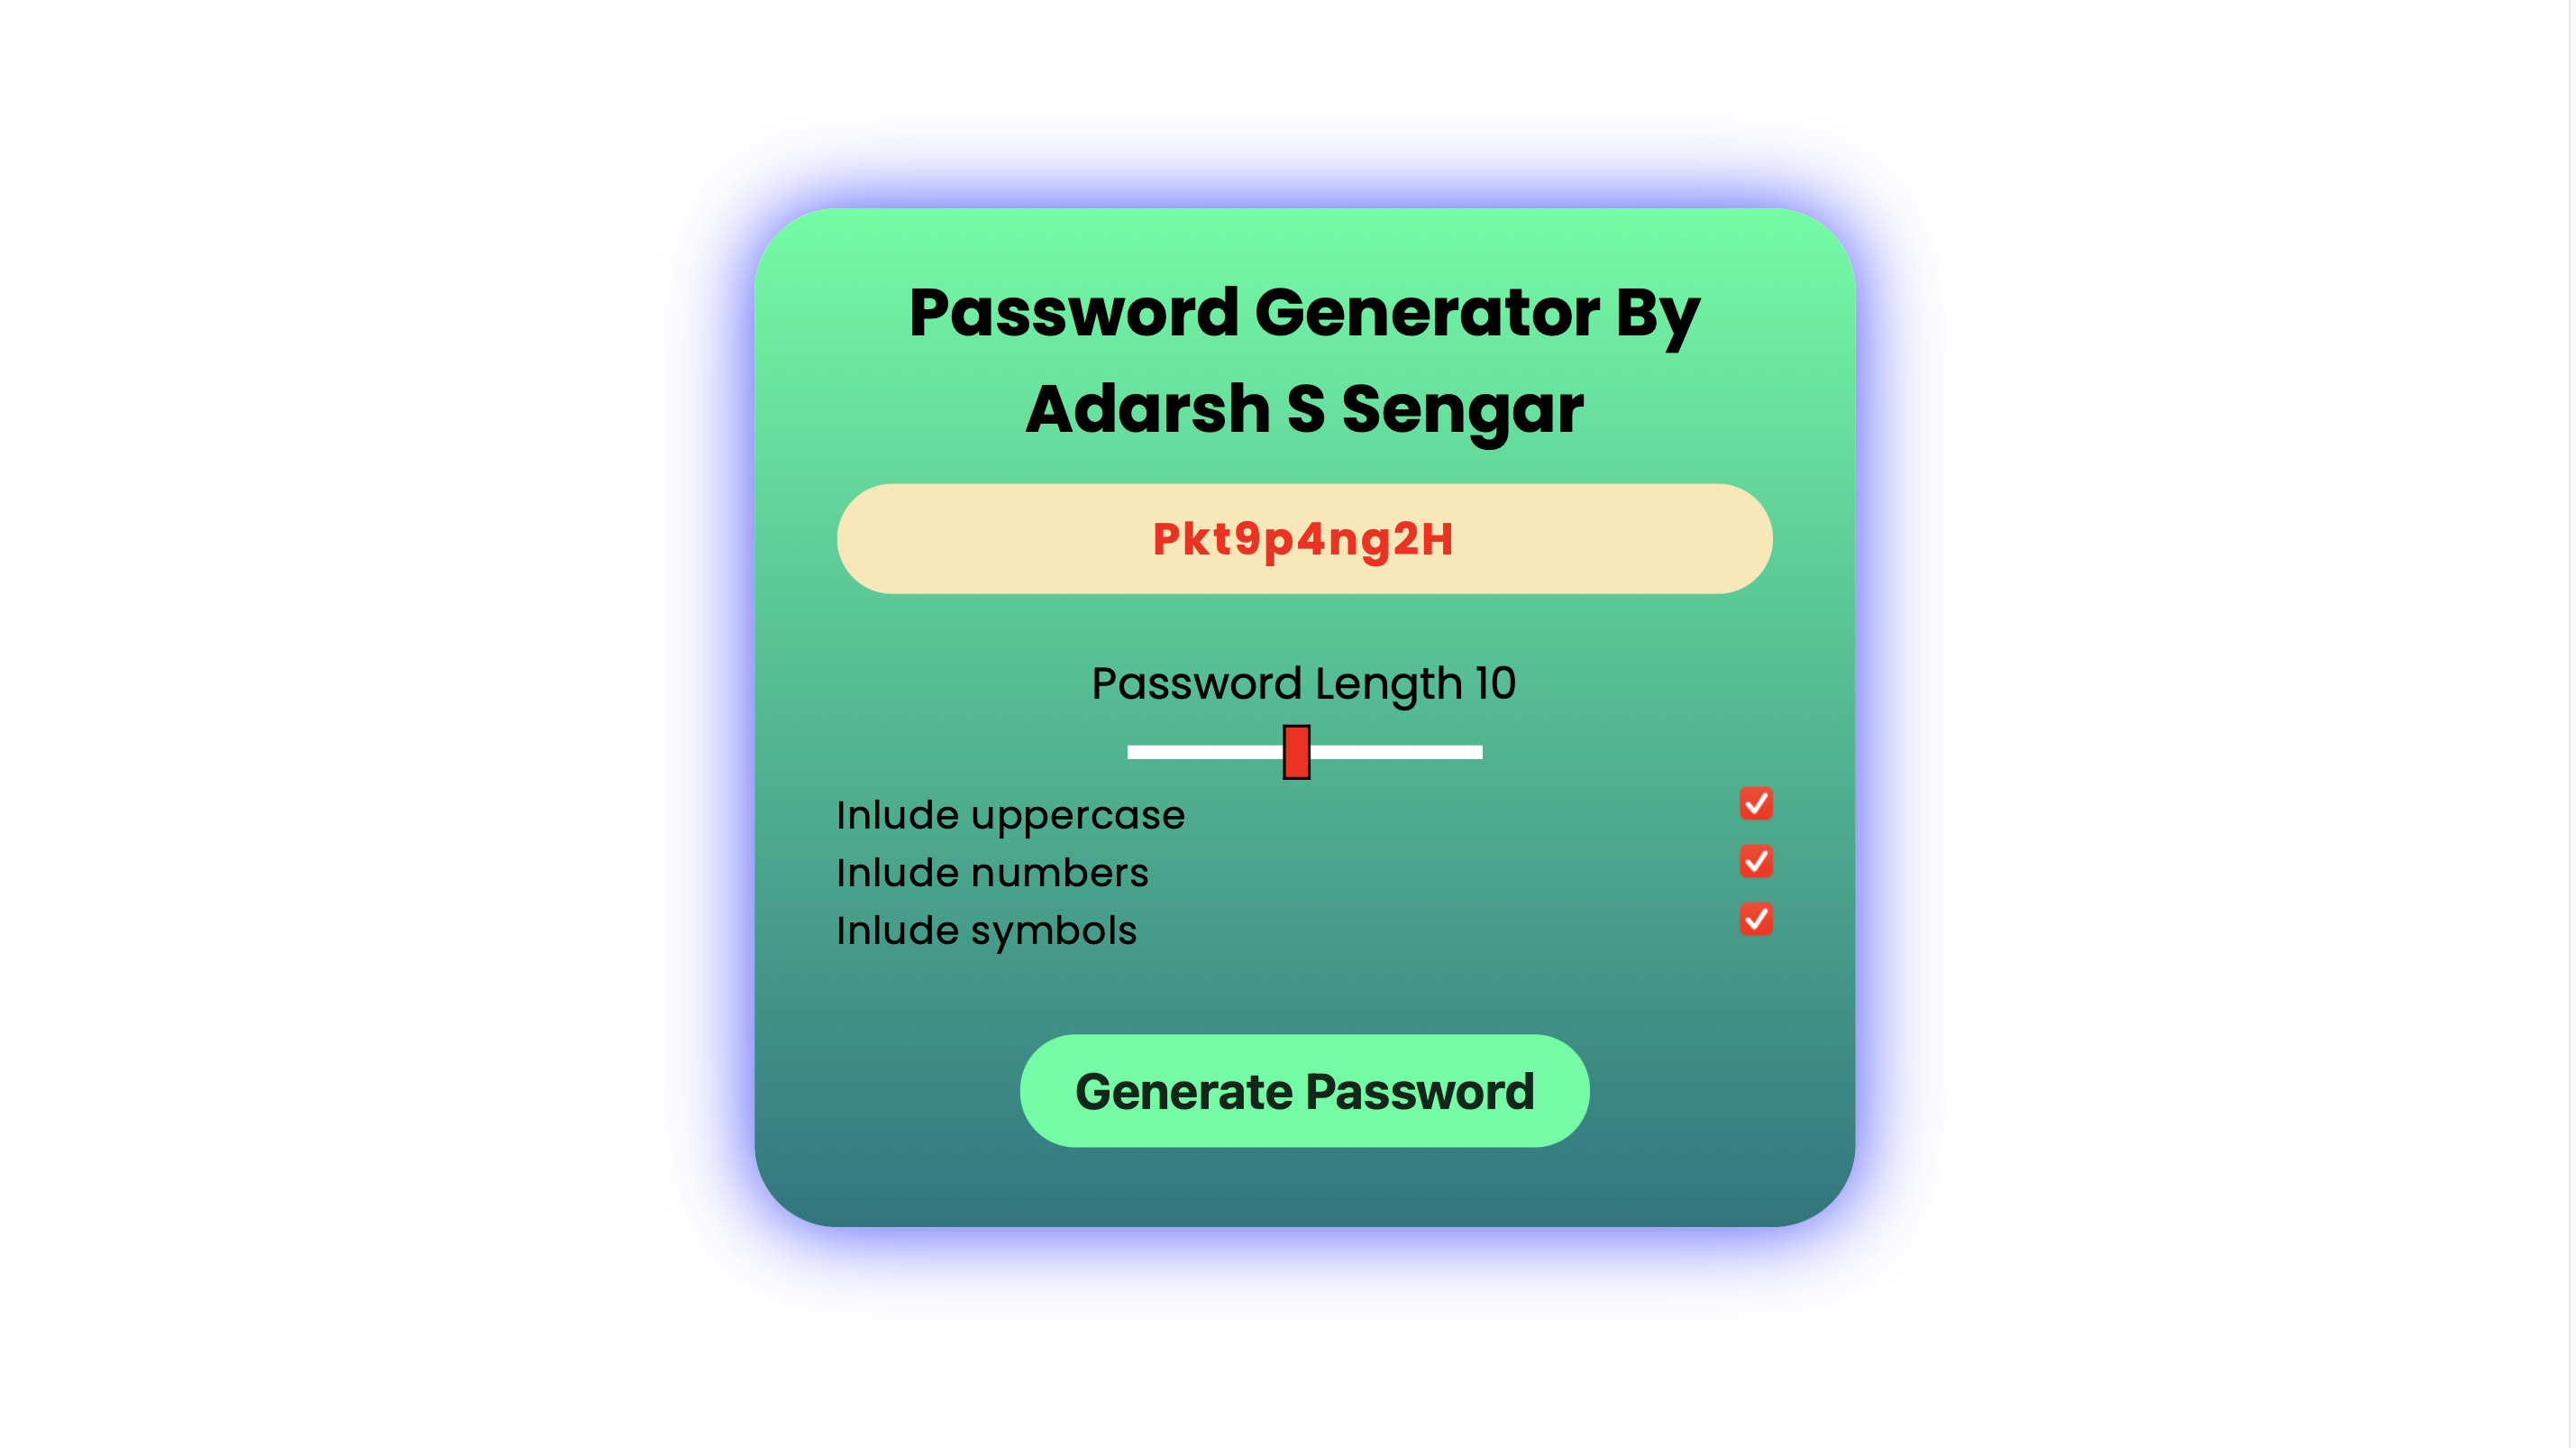 Password Generator By
Adarsh S Sengar
Pkt9p4ng2H
Password Length 10
Inlude uppercase
Inlude numbers
Inlude symbols
Generate Password